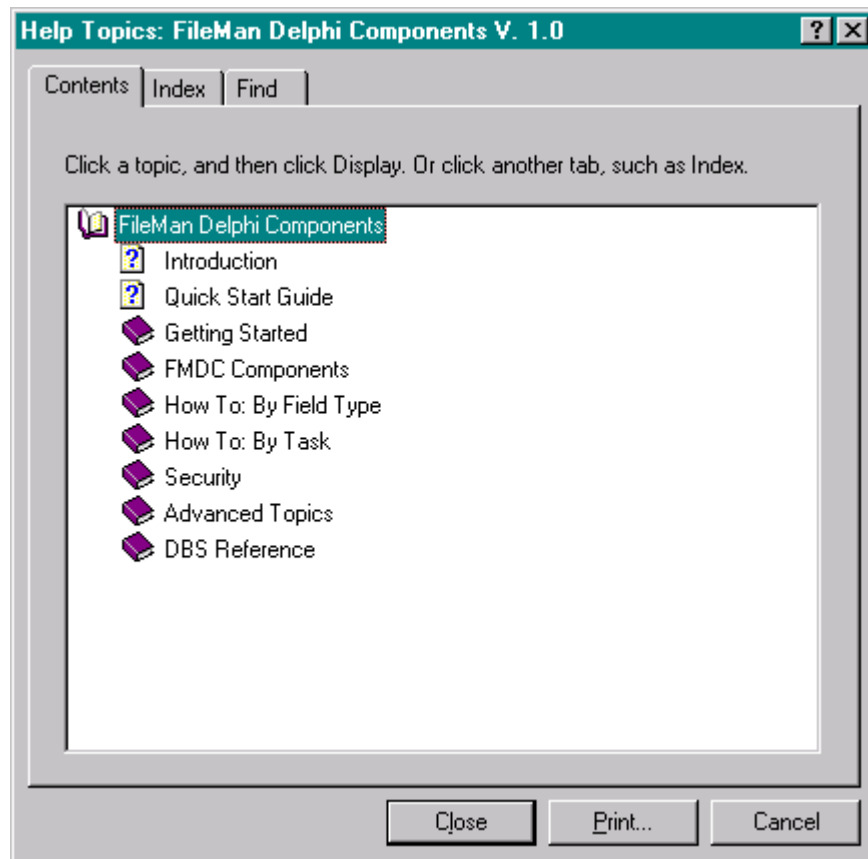 Help Topics: FileMan Delphi Components V. 1.0
Contents Index Find
Click a topic, and then click Display. Or click another tab, such as Index.
FileMan Delphi Components
? Introduction
? Quick Start Guide
Getting Started
FMDC Components
How To: By Field Type
How To: By Task
Security
Advanced Topics
DBS Reference
Close Print... Cancel